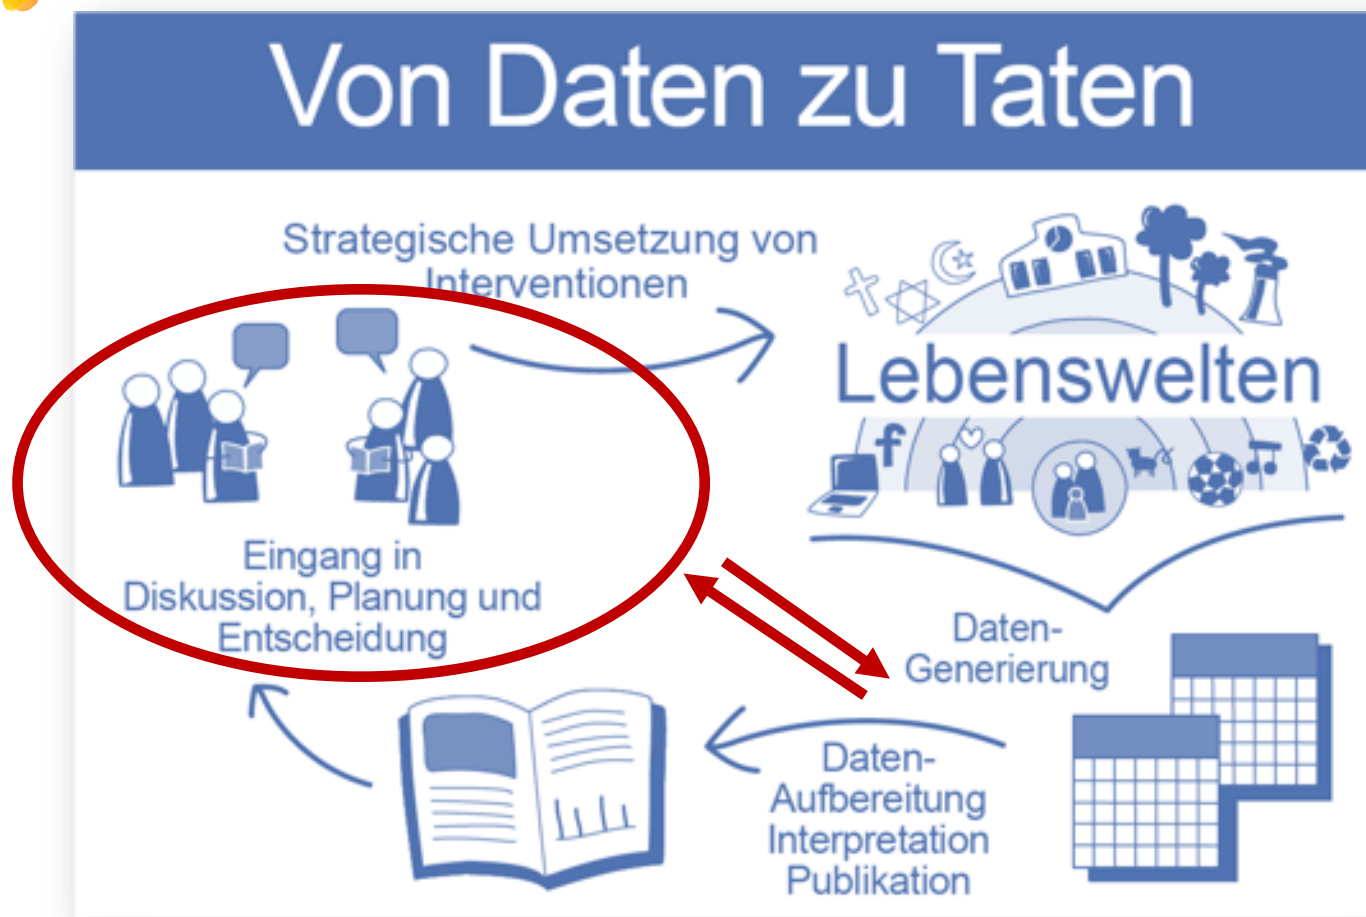 Von Daten zu Taten
Strategische Umsetzung von
Interventionen
Lebenswelten
f
Eingang in
Diskussion, Planung und
Entscheidung
Daten-
Generierung
Daten-
Aufbereitung
Interpretation
Publikation